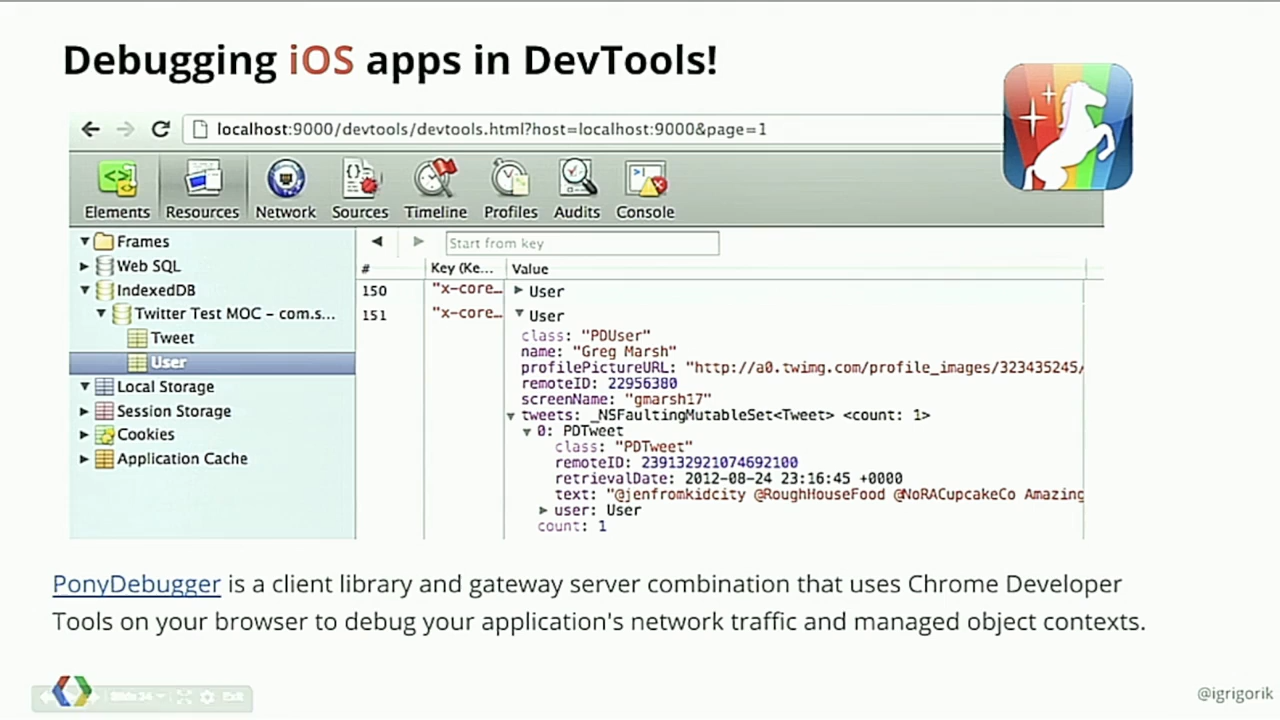 Debugging iOS apps in DevTools!
localhost:9000/devtools/devtools.html?host=localhost:9000&page=1
Elements Resources Network Sources Timeline Profiles Audits Console
Frames
Web SQL
IndexedDB
Twitter Test MOC – com.s...
Tweet
User
Local Storage
Session Storage
Cookies
Application Cache
Start from key
# Key (Ke... Value
150 "x-core... User
151 "x-core... User
class: "PDUser"
name: "Greg Marsh"
profilePictureURL: "http://a0.twimg.com/profile_images/323435245/
remoteID: 22956380
screenName: "gmarsh17"
tweets: _NSFaultingMutableSet<Tweet> <count: 1>
0: PDTweet
class: "PDTweet"
remoteID: 239132921074692100
retrievalDate: 2012-08-24 23:16:45 +0000
text: "@jenfromkidcity @RoughHouseFood @NoRACupcakeCo Amazing
user: User
count: 1
PonyDebugger is a client library and gateway server combination that uses Chrome Developer
Tools on your browser to debug your application's network traffic and managed object contexts.
Slide 34 Exit
@igrigorik